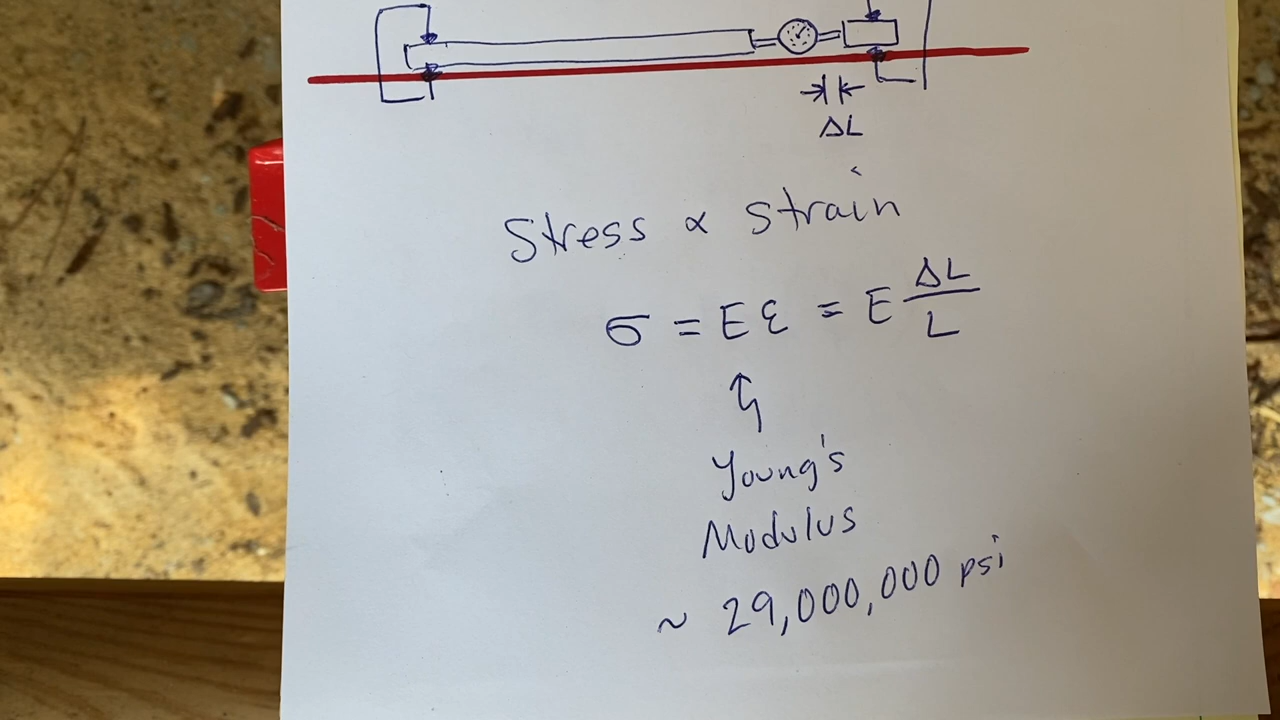 ΔL
Stress ∝ strain
σ = Eε = E ΔL/L
Young's
Modulus
~ 29,000,000 psi